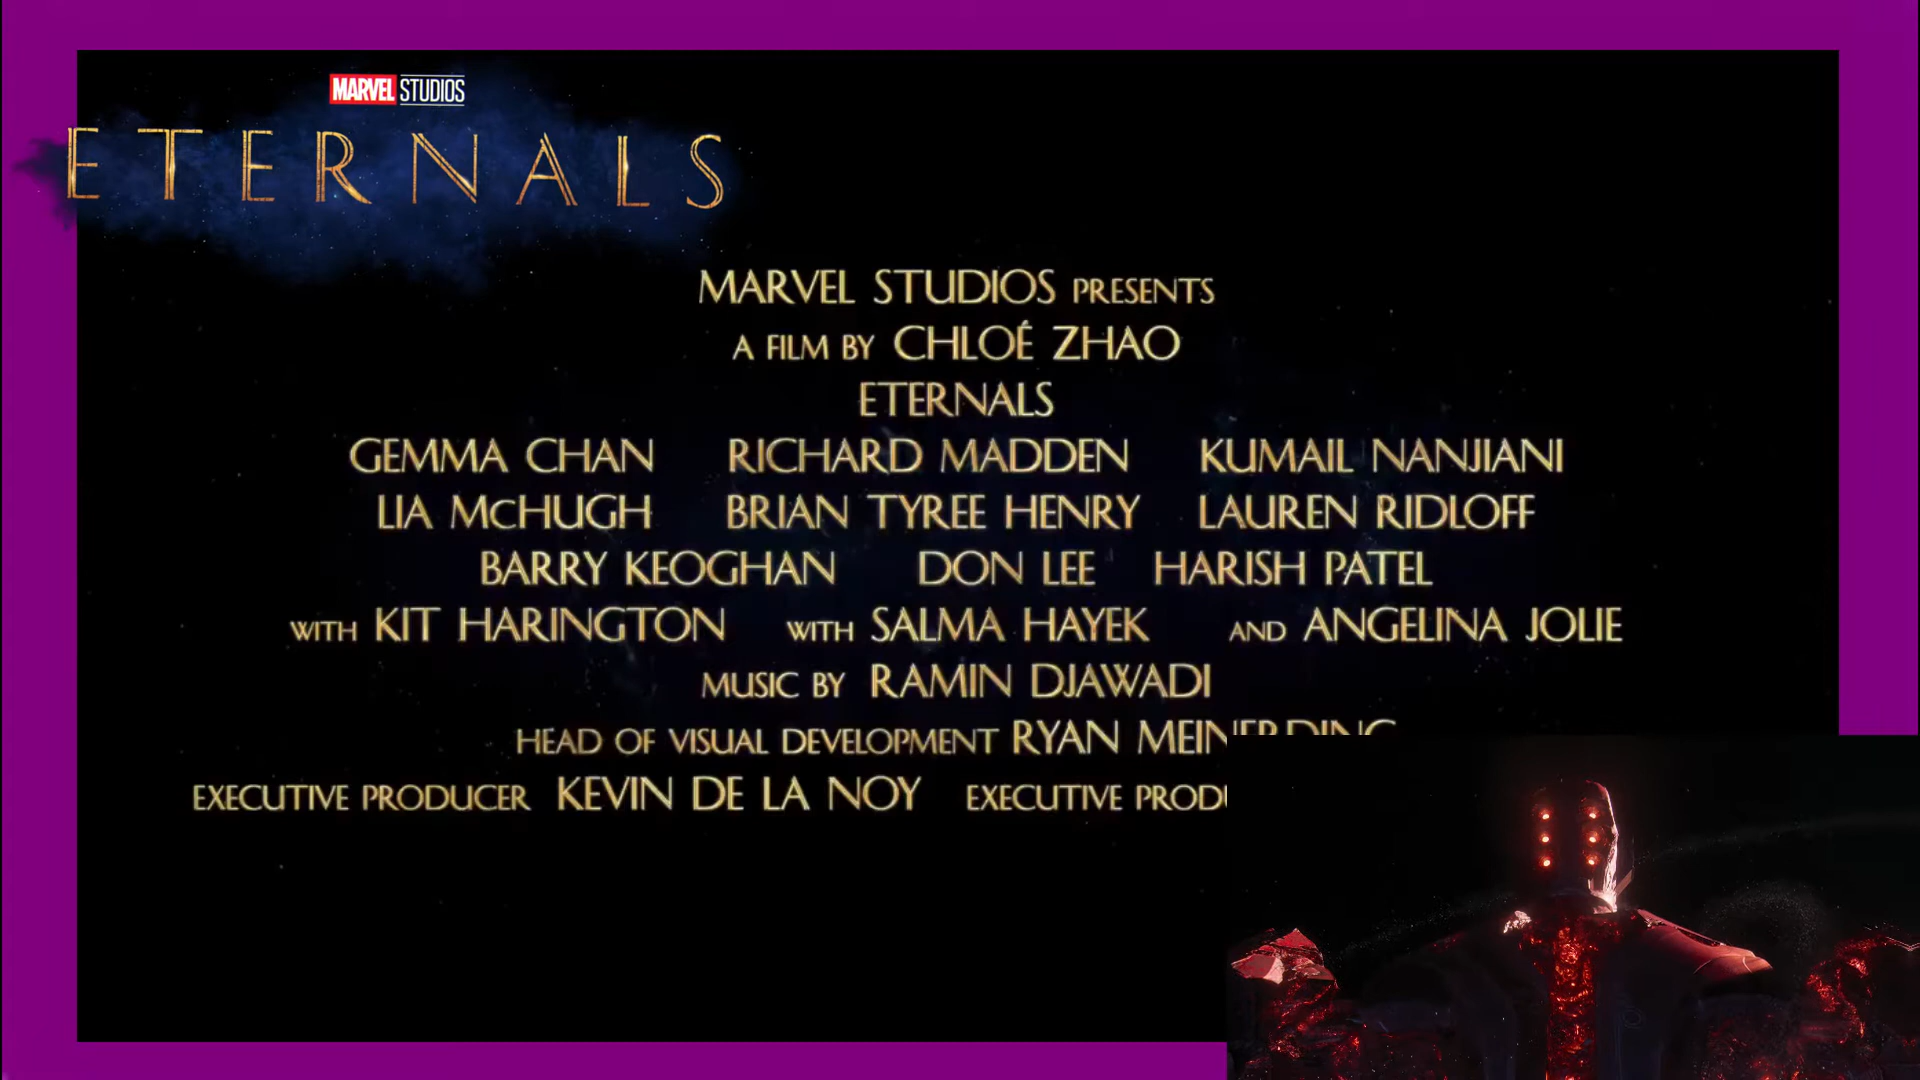 MARVEL STUDIOS
ETERNALS
MARVEL STUDIOS PRESENTS
A FILM BY CHLOÉ ZHAO
ETERNALS
GEMMA CHAN RICHARD MADDEN KUMAIL NANJIANI
LIA McHUGH BRIAN TYREE HENRY LAUREN RIDLOFF
BARRY KEOGHAN DON LEE HARISH PATEL
WITH KIT HARINGTON WITH SALMA HAYEK AND ANGELINA JOLIE
MUSIC BY RAMIN DJAWADI
HEAD OF VISUAL DEVELOPMENT RYAN MEINERDING
EXECUTIVE PRODUCER KEVIN DE LA NOY EXECUTIVE